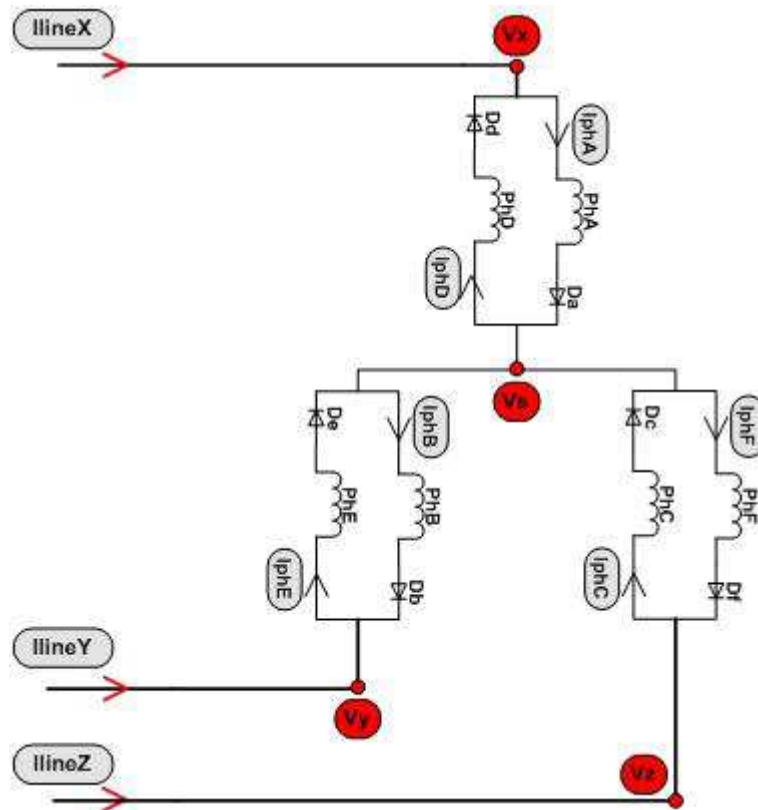 IlineX
Vx
Dd
IphA
PhD
PhA
IphD
Da
Vs
De
IphB
Dc
IphF
PhE
PhB
PhC
PhF
IphE
Db
IphC
Df
IlineY
Vy
IlineZ
Vz